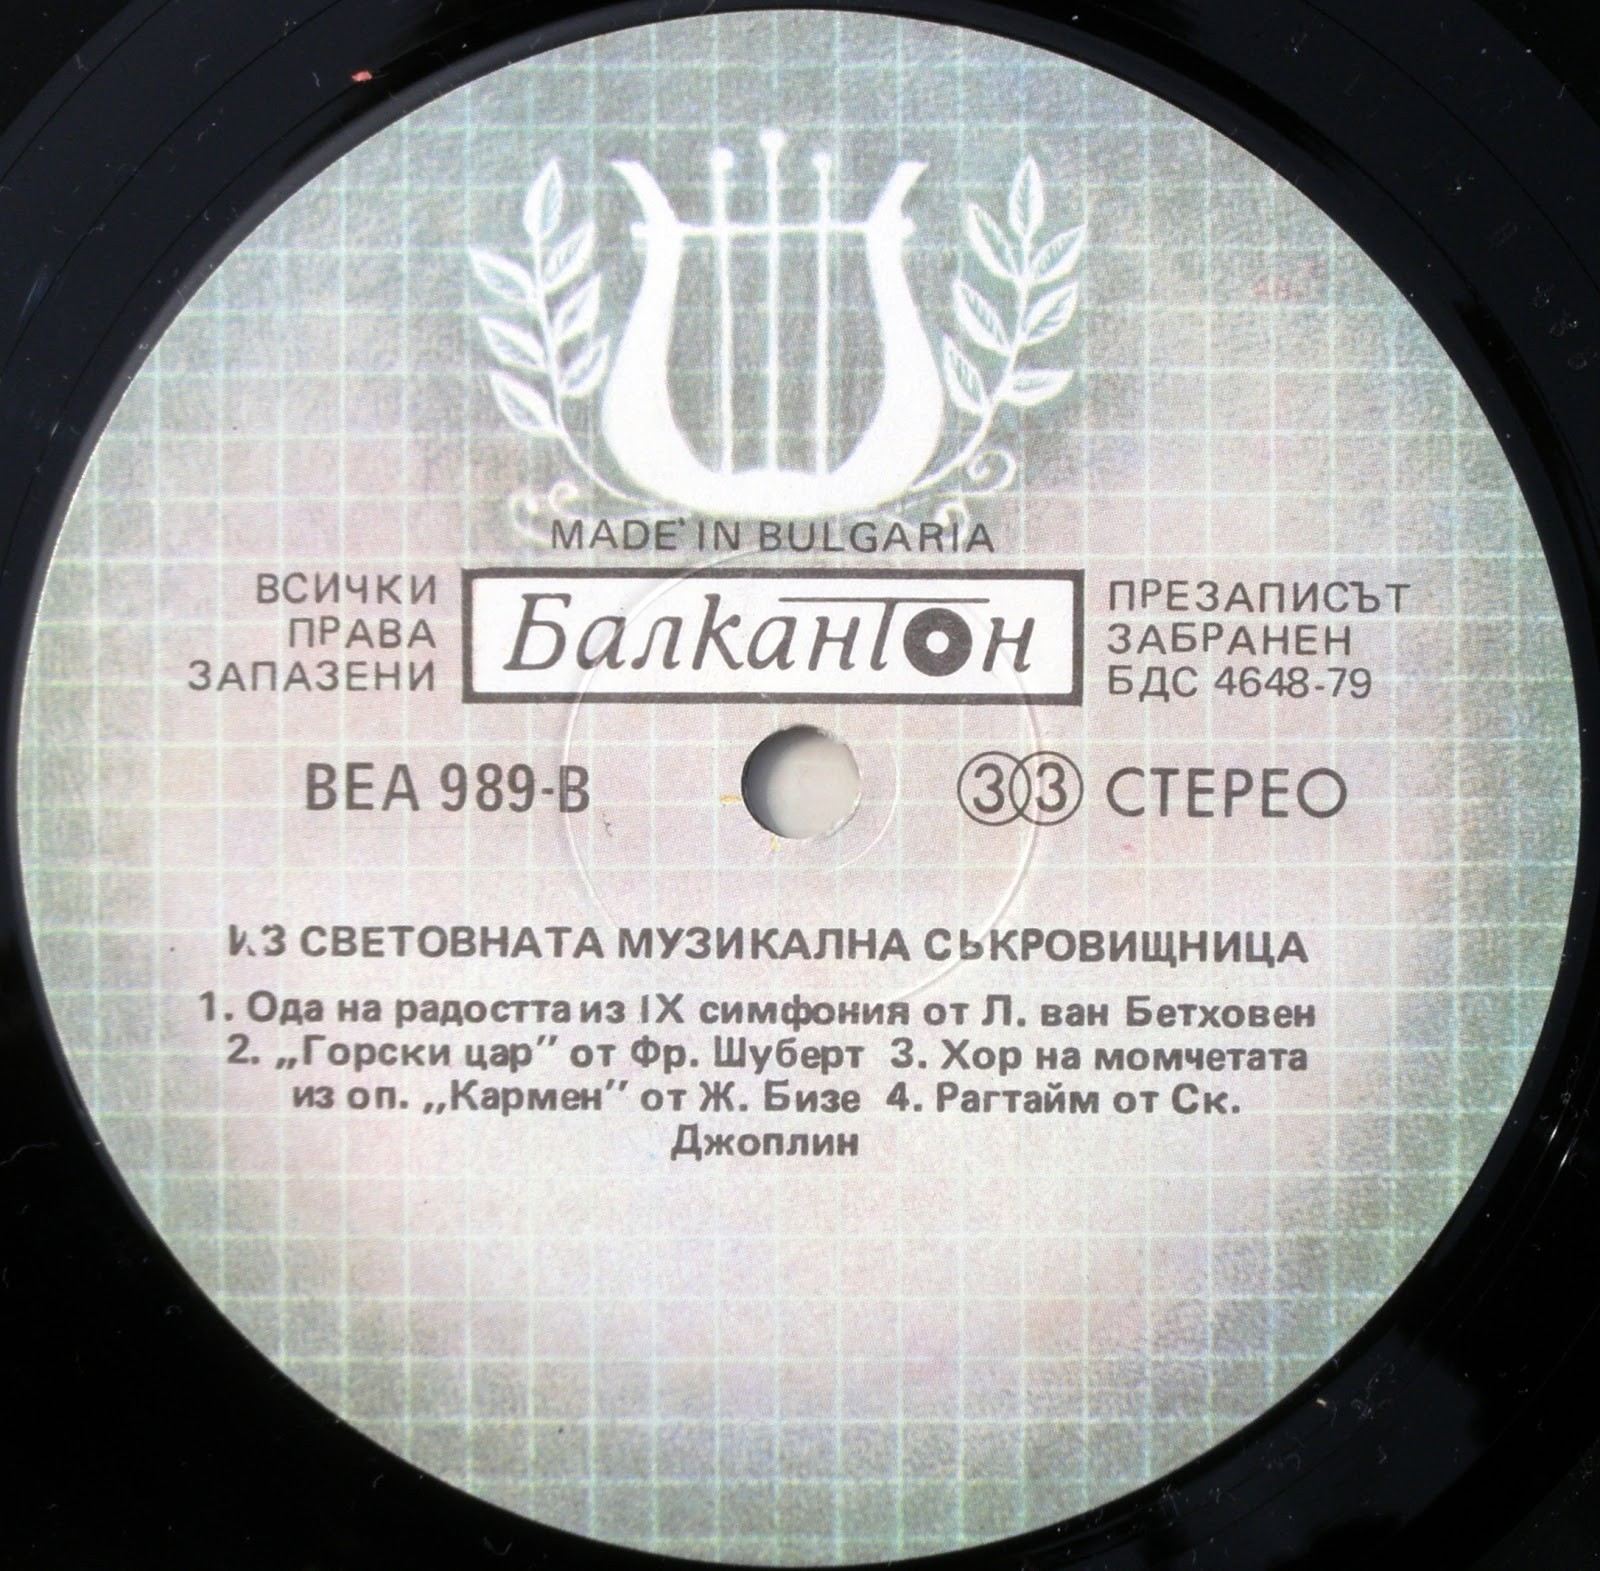 MADE IN BULGARIA
ВСИЧКИ
ПРАВА
ЗАПАЗЕНИ
Балкантон
ПРЕЗАПИСЪТ
ЗАБРАНЕН
БДС 4648-79
ВЕА 989-В
33 СТЕРЕО
ИЗ СВЕТОВНАТА МУЗИКАЛНА СЪКРОВИЩНИЦА
1. Ода на радостта из IX симфония от Л. ван Бетховен
2. „Горски цар” от Фр. Шуберт 3. Хор на момчетата
из оп. „Кармен” от Ж. Бизе 4. Рагтайм от Ск.
Джоплин